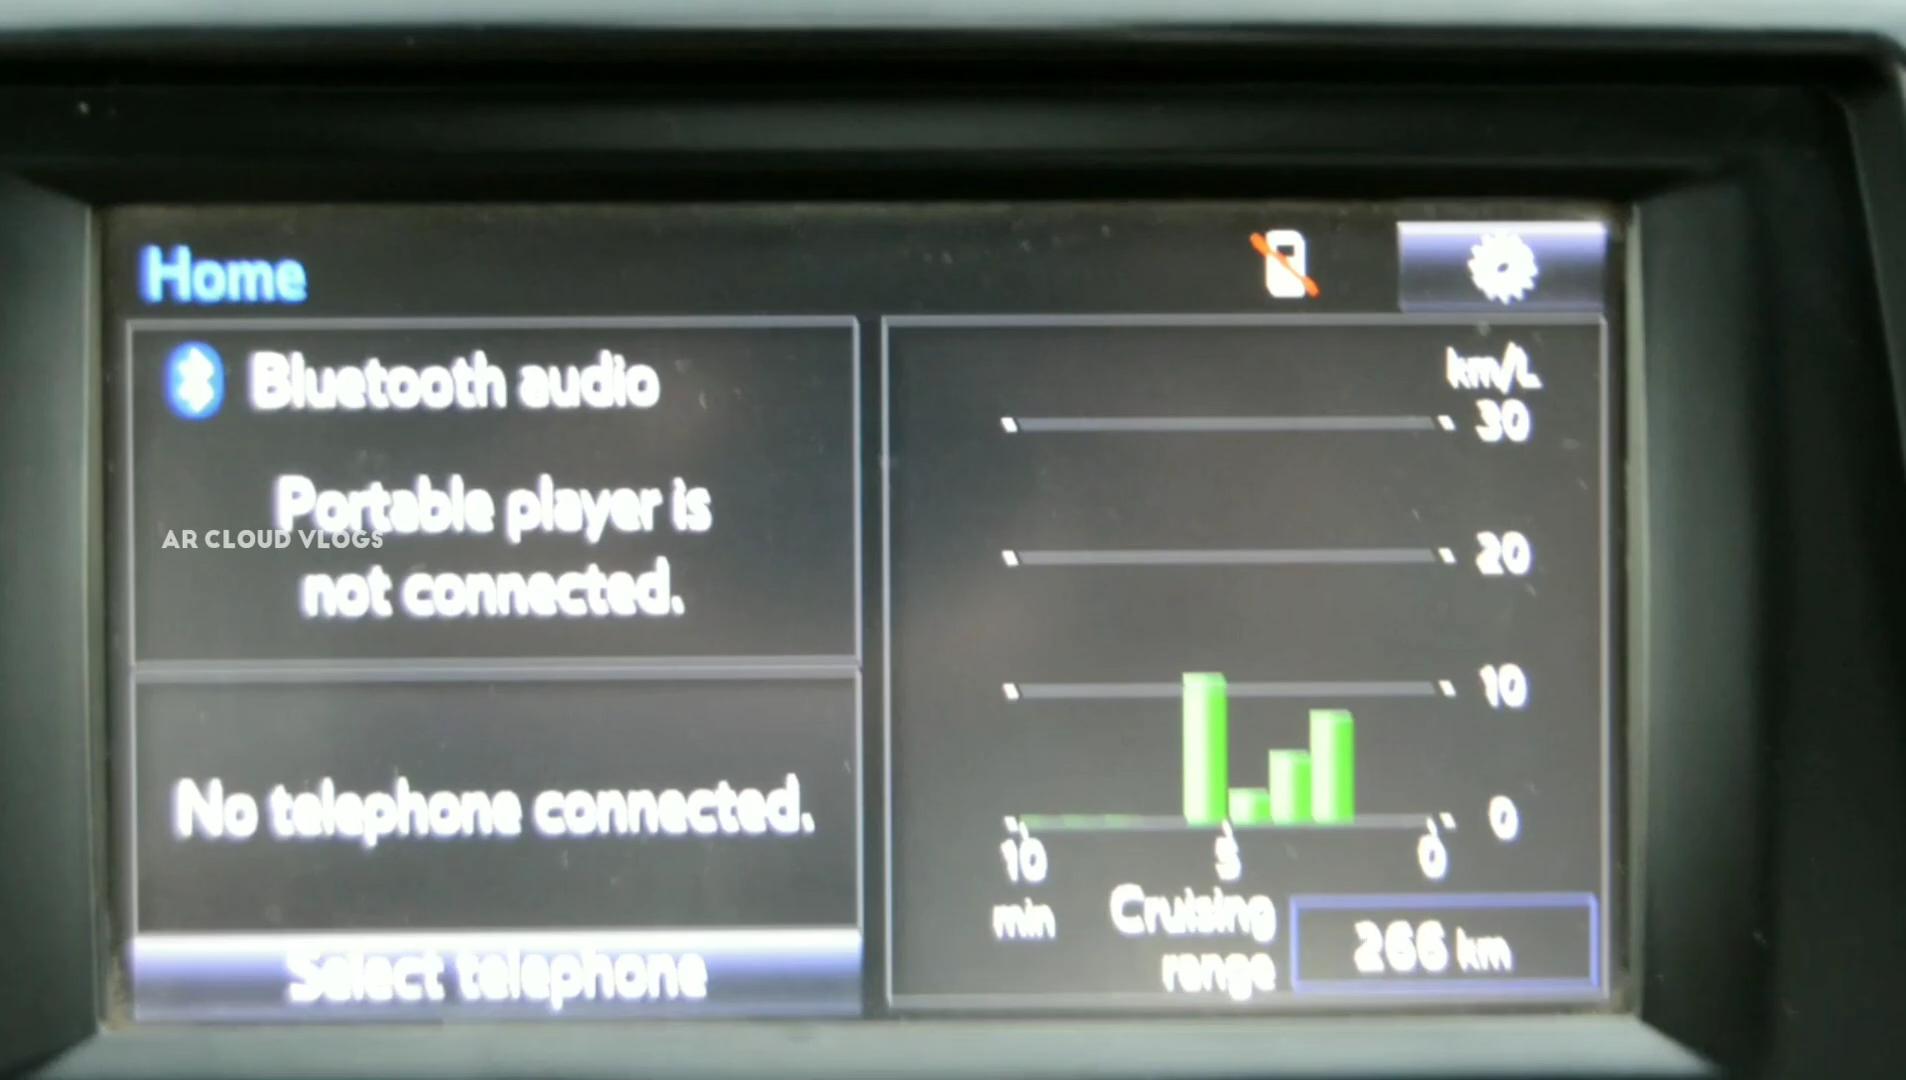 Home
Bluetooth audio
Portable player is
not connected.
AR CLOUD VLOGS
No telephone connected.
Select telephone
km/L
30
20
10
0
10 5 0
min
Cruising
range
266 km